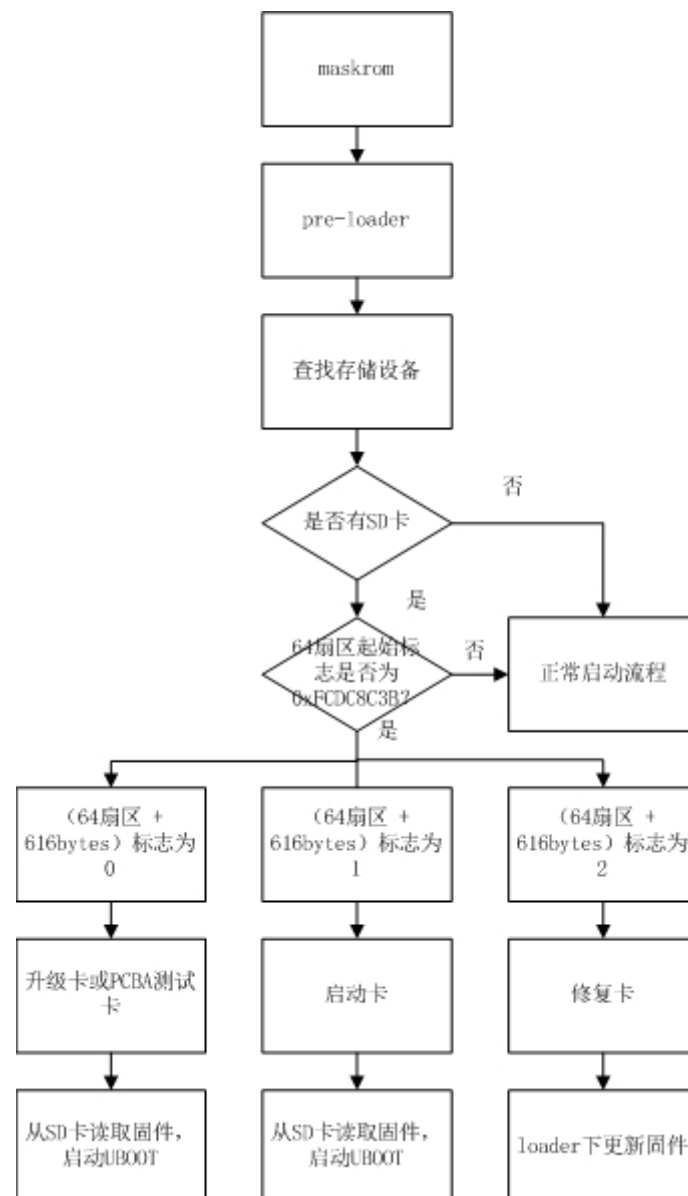 maskrom
pre-loader
查找存储设备
是否有SD卡
否
是
64扇区起始标
志是否为
0xFCDC8C3B?
否
正常启动流程
是
（64扇区 +
616bytes）标志为
0
（64扇区 +
616bytes）标志为
1
（64扇区 +
616bytes）标志为
2
升级卡或PCBA测试
卡
启动卡
修复卡
从SD卡读取固件，
启动UBOOT
从SD卡读取固件，
启动UBOOT
loader下更新固件